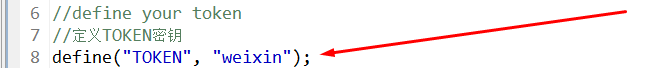 6 //define your token
7 //定义TOKEN密钥
8 define("TOKEN", "weixin");